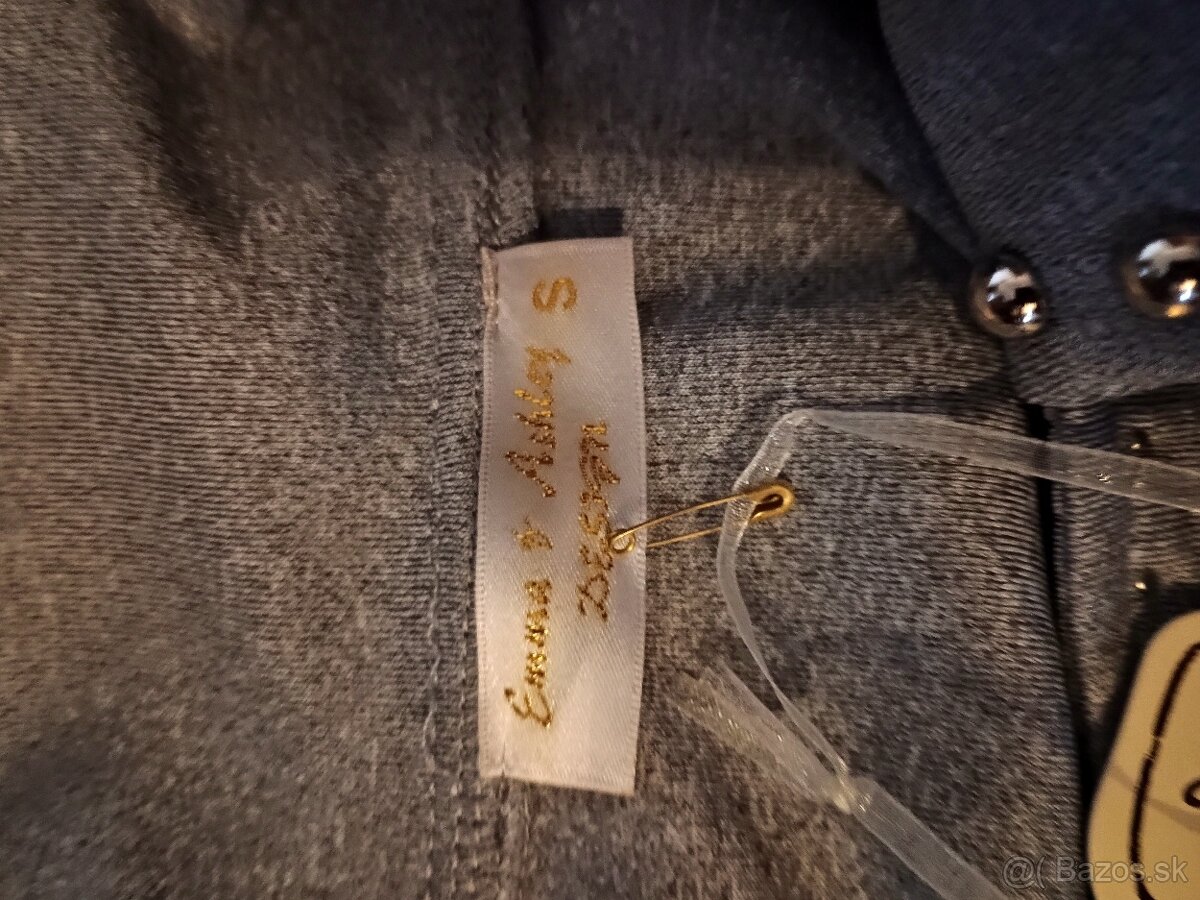 Emma & Ashley S
Design
@( Bazos.sk